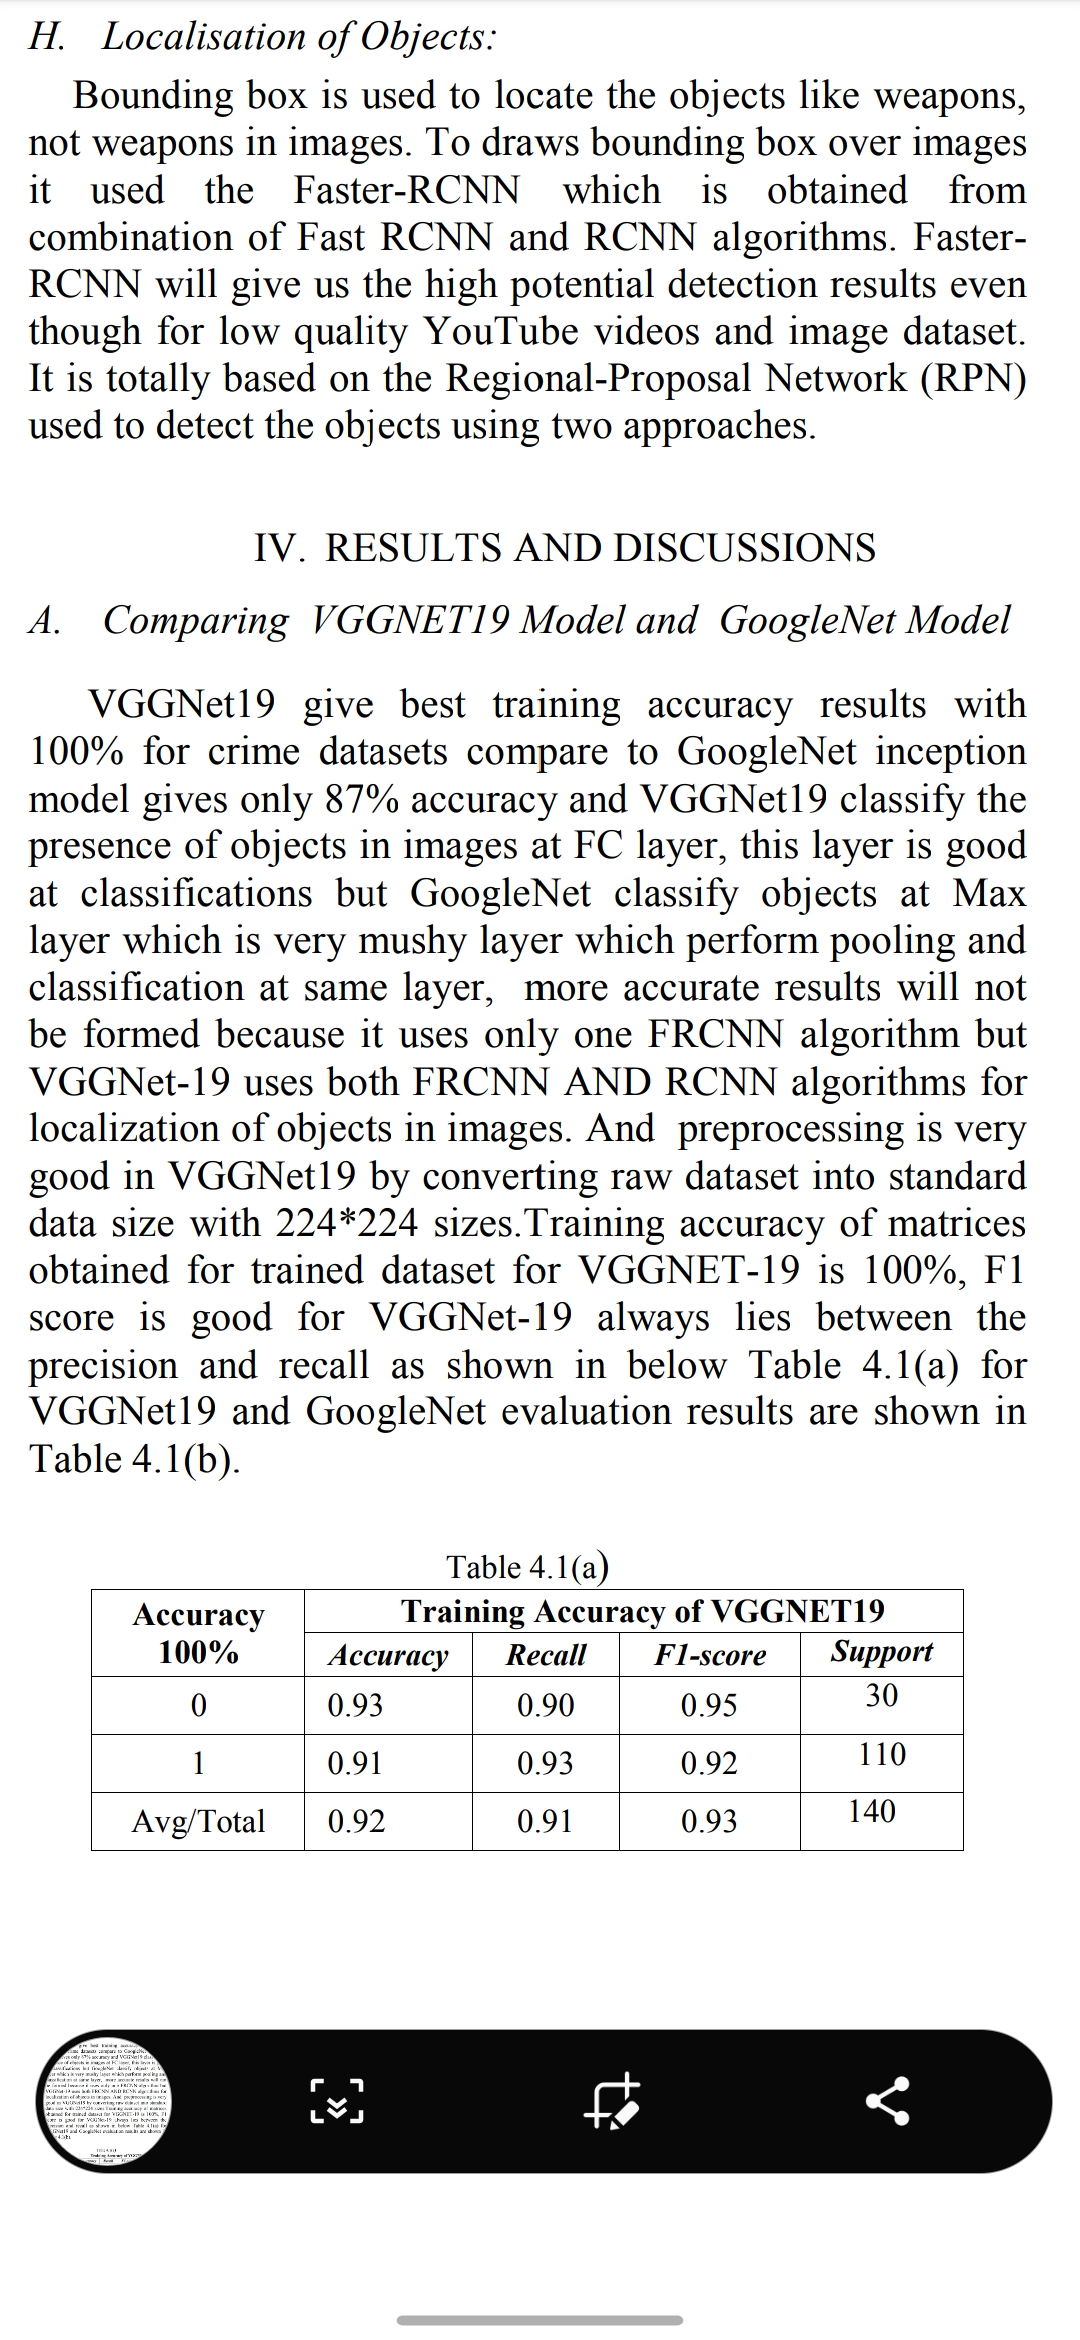 H. Localisation of Objects:
Bounding box is used to locate the objects like weapons,
not weapons in images. To draws bounding box over images
it used the Faster-RCNN which is obtained from
combination of Fast RCNN and RCNN algorithms. Faster-
RCNN will give us the high potential detection results even
though for low quality YouTube videos and image dataset.
It is totally based on the Regional-Proposal Network (RPN)
used to detect the objects using two approaches.
IV. RESULTS AND DISCUSSIONS
A. Comparing VGGNET19 Model and GoogleNet Model
VGGNet19 give best training accuracy results with
100% for crime datasets compare to GoogleNet inception
model gives only 87% accuracy and VGGNet19 classify the
presence of objects in images at FC layer, this layer is good
at classifications but GoogleNet classify objects at Max
layer which is very mushy layer which perform pooling and
classification at same layer, more accurate results will not
be formed because it uses only one FRCNN algorithm but
VGGNet-19 uses both FRCNN AND RCNN algorithms for
localization of objects in images. And preprocessing is very
good in VGGNet19 by converting raw dataset into standard
data size with 224*224 sizes.Training accuracy of matrices
obtained for trained dataset for VGGNET-19 is 100%, F1
score is good for VGGNet-19 always lies between the
precision and recall as shown in below Table 4.1(a) for
VGGNet19 and GoogleNet evaluation results are shown in
Table 4.1(b).
Table 4.1(a)
Accuracy 100% Training Accuracy of VGGNET19
Accuracy Recall F1-score Support
0 0.93 0.90 0.95 30
1 0.91 0.93 0.92 110
Avg/Total 0.92 0.91 0.93 140